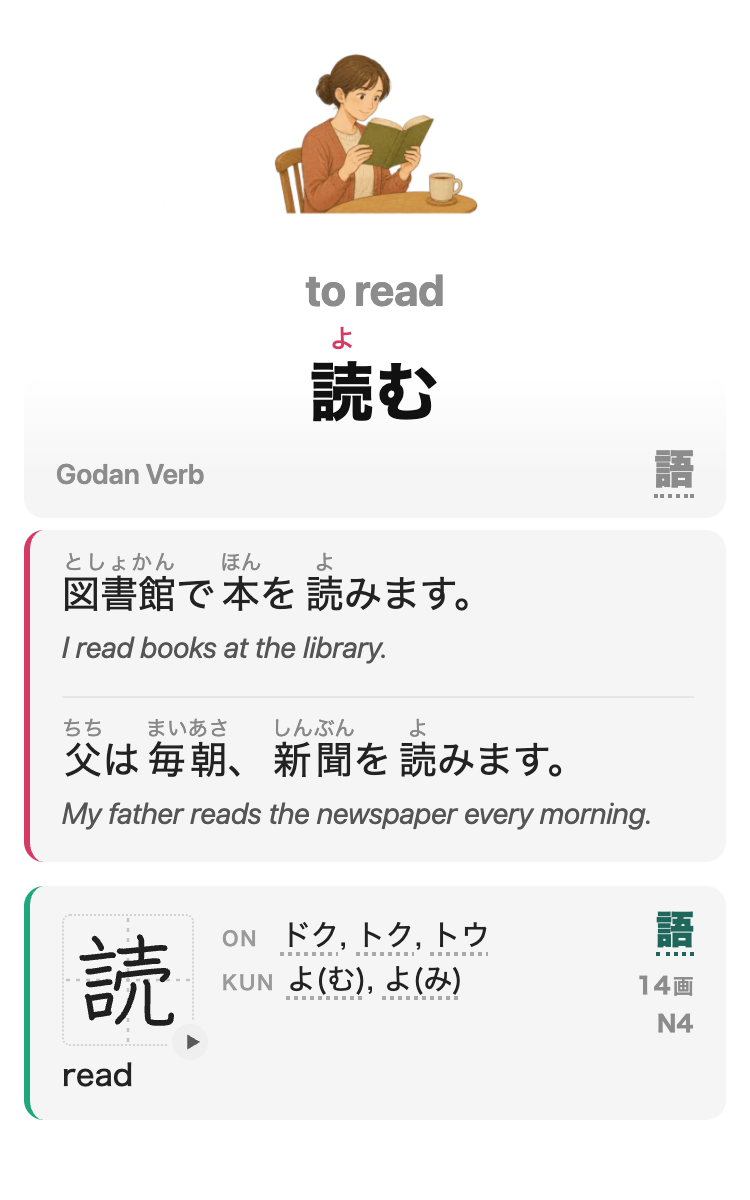 to read
よ
読む
Godan Verb 語
としょかん ほん よ
図書館で 本を 読みます。
I read books at the library.
ちち まいあさ しんぶん よ
父は 毎朝、 新聞を 読みます。
My father reads the newspaper every morning.
読
ON ドク, トク, トウ
KUN よ(む), よ(み)
語
14画
N4
read